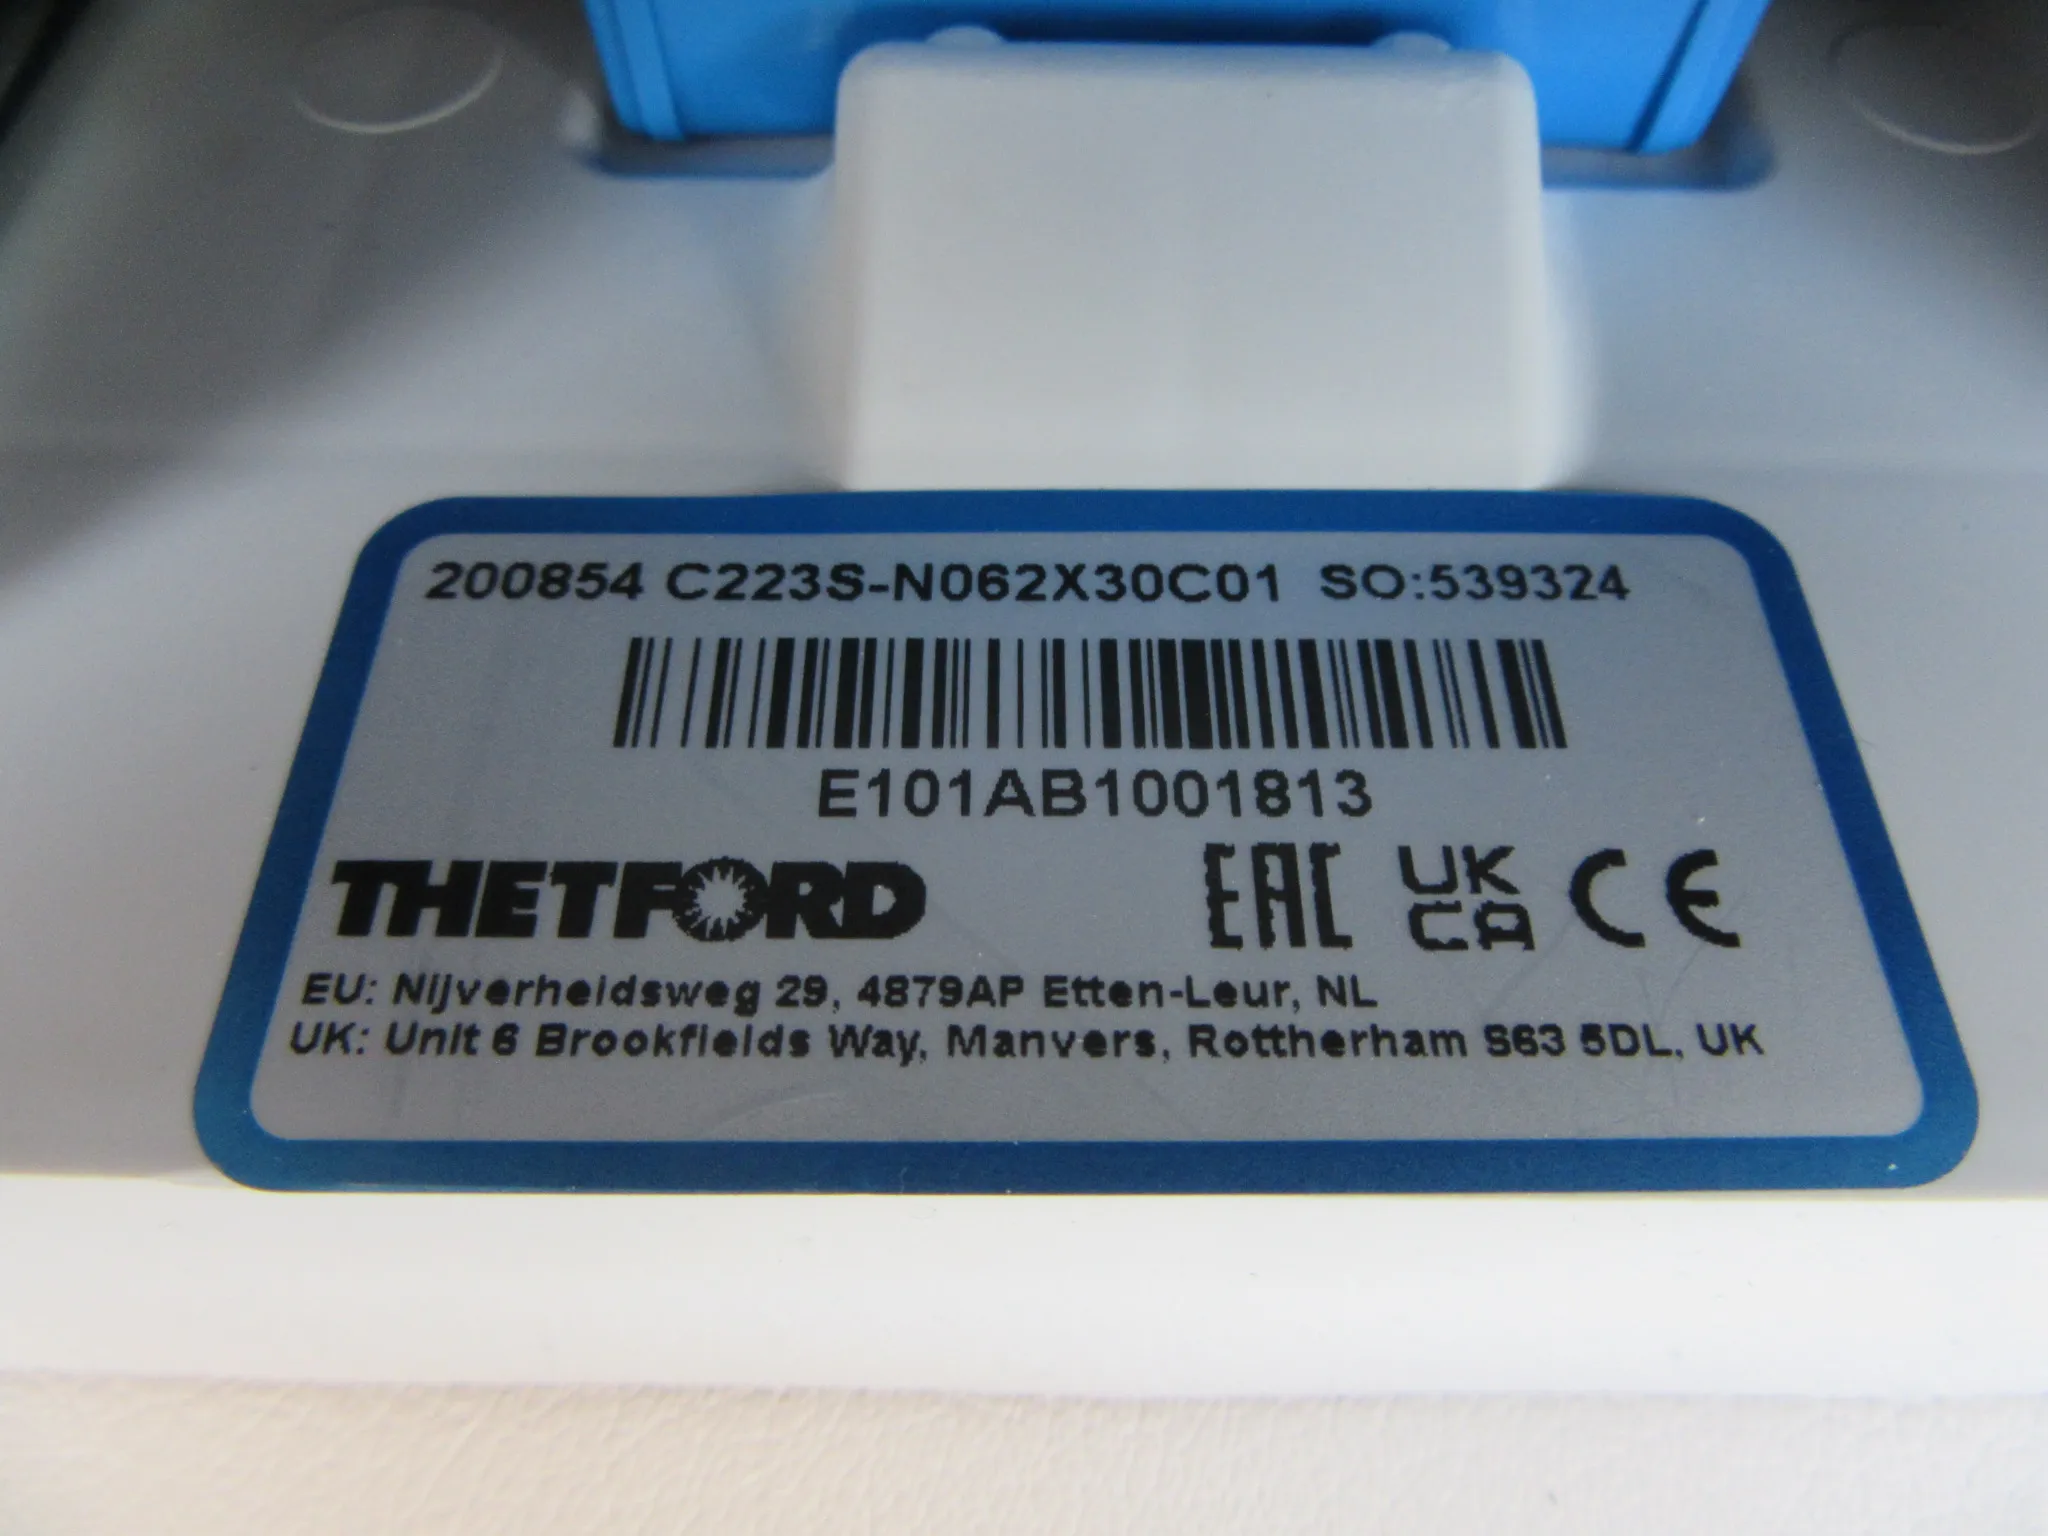 200854 C223S-N062X30C01 SO:539324
E101AB1001813
THETFORD EAC UK CA CE
EU: Nijverheidsweg 29, 4879AP Etten-Leur, NL
UK: Unit 6 Brookfields Way, Manvers, Rottherham S63 5DL, UK